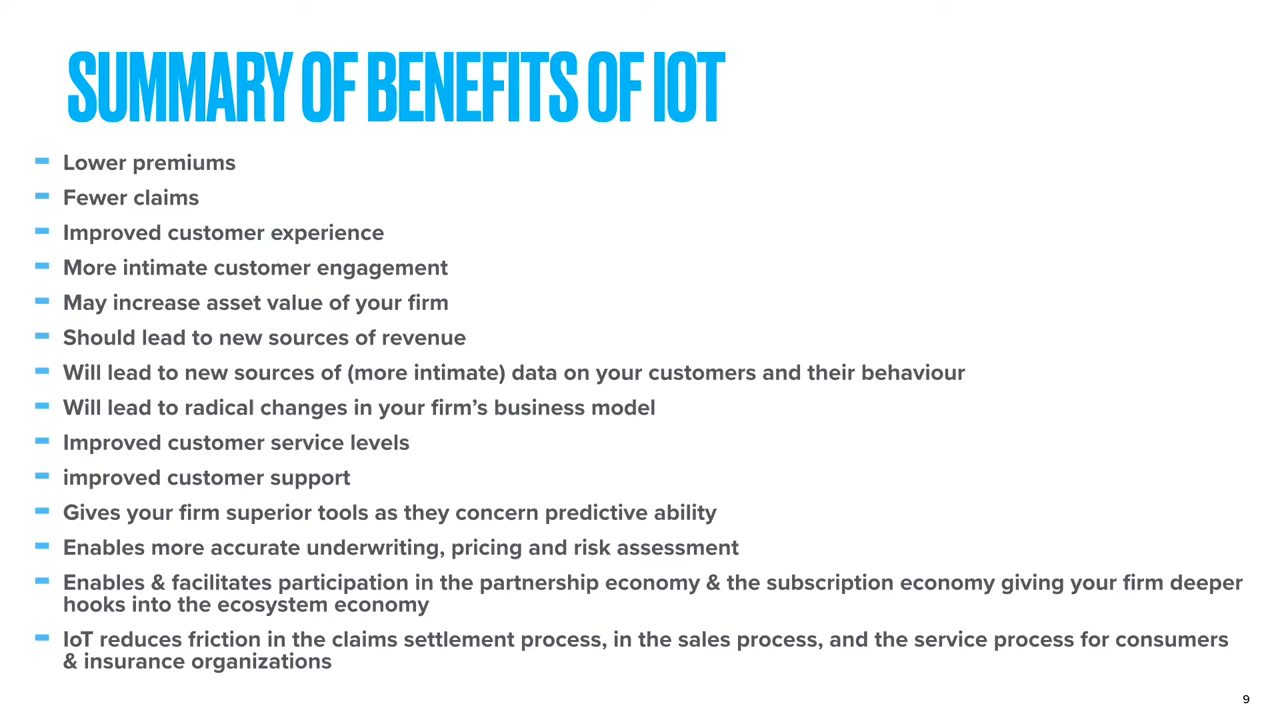 SUMMARY OF BENEFITS OF IOT
Lower premiums
Fewer claims
Improved customer experience
More intimate customer engagement
May increase asset value of your firm
Should lead to new sources of revenue
Will lead to new sources of (more intimate) data on your customers and their behaviour
Will lead to radical changes in your firm’s business model
Improved customer service levels
improved customer support
Gives your firm superior tools as they concern predictive ability
Enables more accurate underwriting, pricing and risk assessment
Enables & facilitates participation in the partnership economy & the subscription economy giving your firm deeper
hooks into the ecosystem economy
IoT reduces friction in the claims settlement process, in the sales process, and the service process for consumers
& insurance organizations
9